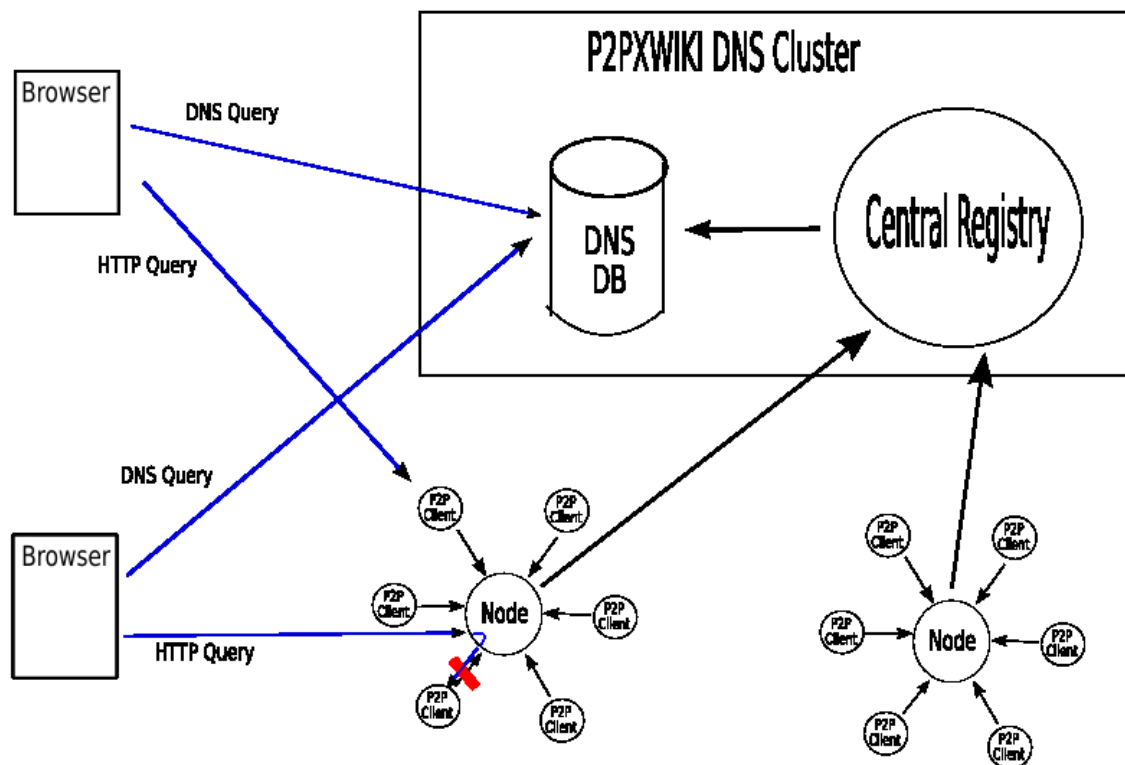 P2PXWIKI DNS Cluster
Browser
DNS Query
HTTP Query
DNS
DB
Central Registry
DNS Query
Browser
HTTP Query
P2P
Client
P2P
Client
P2P
Client
Node
P2P
Client
P2P
Client
P2P
Client
P2P
Client
P2P
Client
P2P
Client
Node
P2P
Client
P2P
Client
P2P
Client